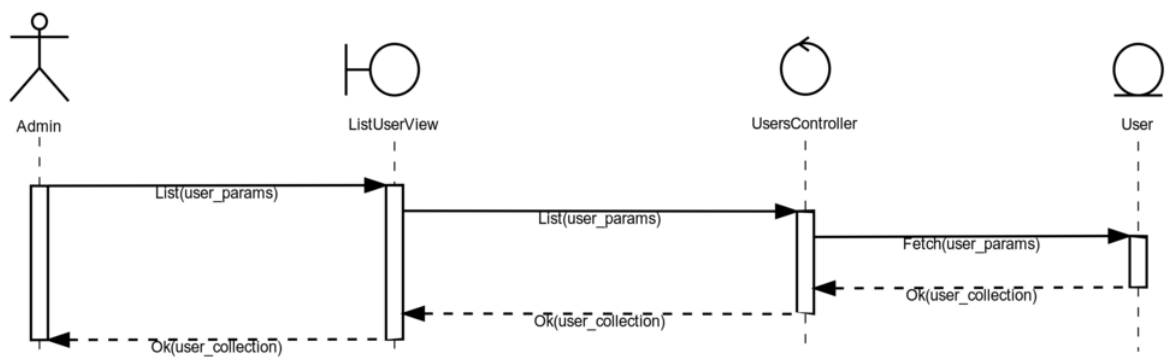 Admin
ListUserView
UsersController
User
List(user_params)
List(user_params)
Fetch(user_params)
Ok(user_collection)
Ok(user_collection)
Ok(user_collection)